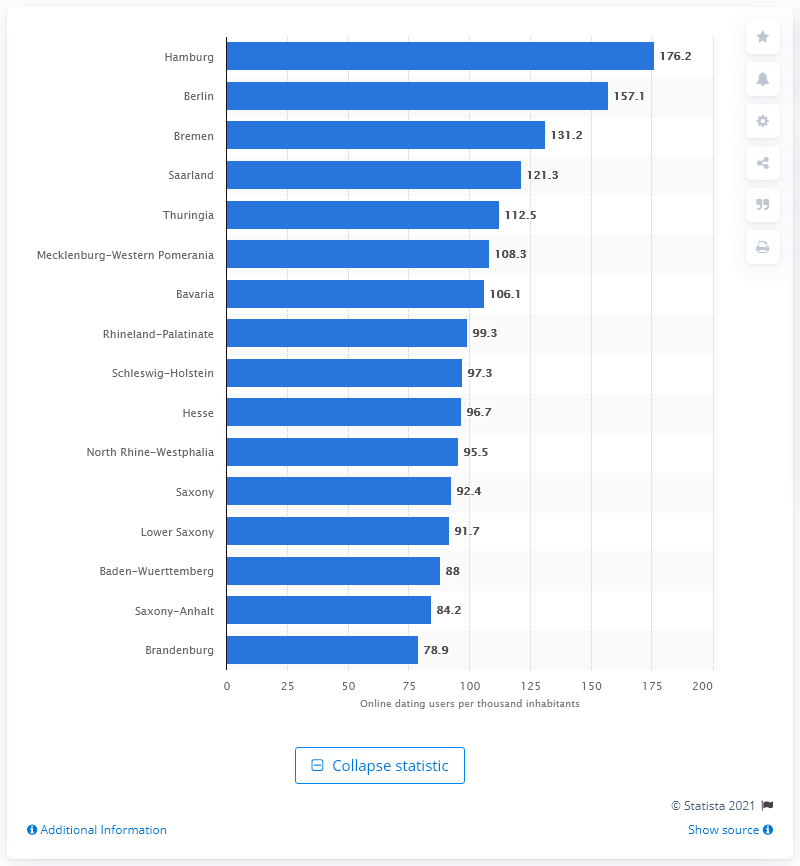 Hamburg 176.2
Berlin 157.1
Bremen 131.2
Saarland 121.3
Thuringia 112.5
Mecklenburg-Western Pomerania 108.3
Bavaria 106.1
Rhineland-Palatinate 99.3
Schleswig-Holstein 97.3
Hesse 96.7
North Rhine-Westphalia 95.5
Saxony 92.4
Lower Saxony 91.7
Baden-Wuerttemberg 88
Saxony-Anhalt 84.2
Brandenburg 78.9
0 25 50 75 100 125 150 175 200
Online dating users per thousand inhabitants
Collapse statistic
© Statista 2021
Additional Information Show source